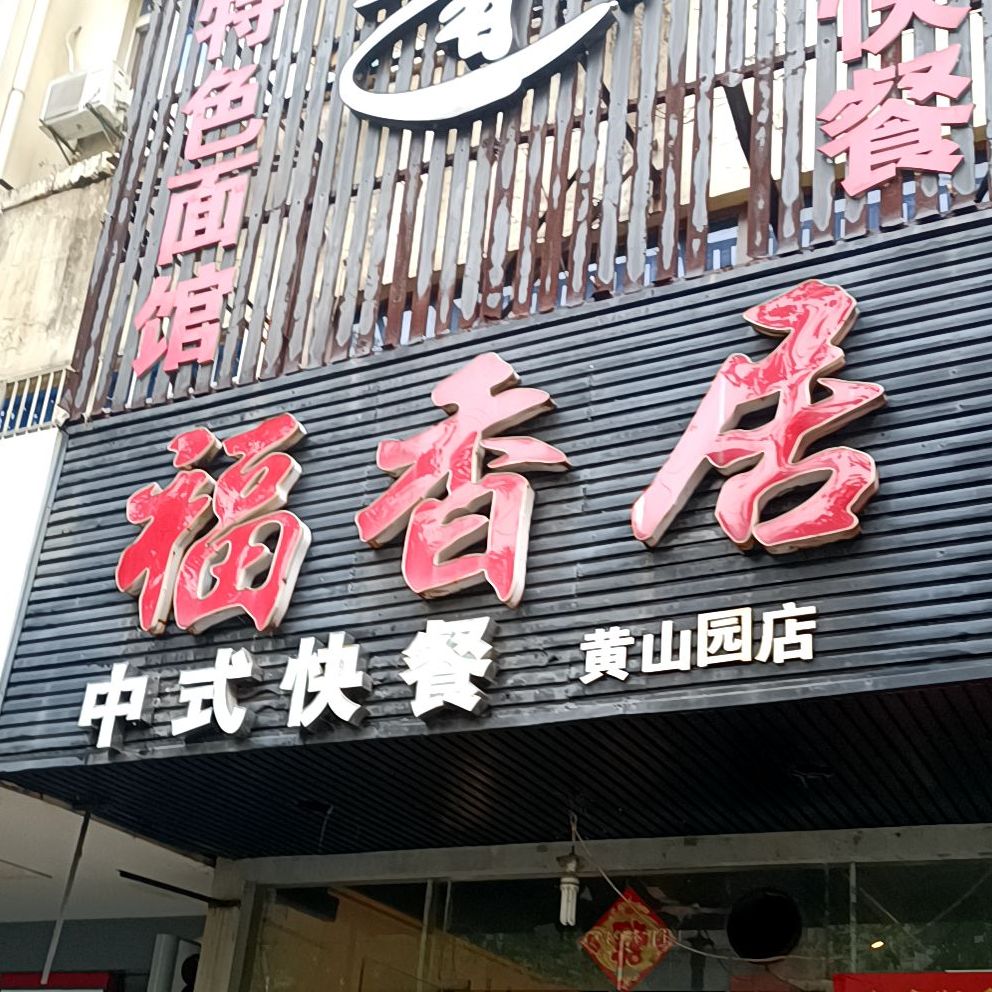 特色面馆
快餐
福香居
中式快餐
黄山园店